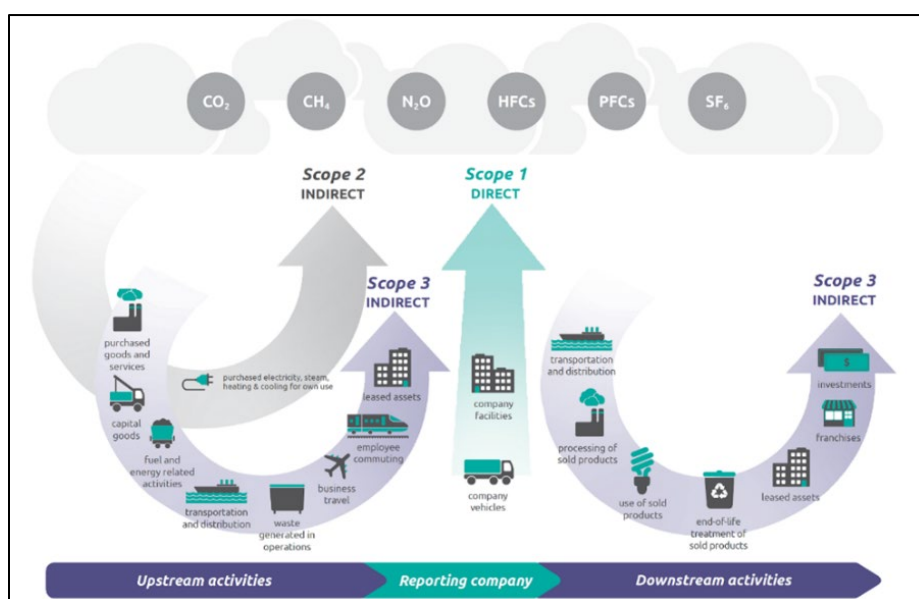 CO₂
CH₄
N₂O
HFCs
PFCs
SF₆
Scope 2
INDIRECT
Scope 1
DIRECT
Scope 3
INDIRECT
Scope 3
INDIRECT
purchased
goods and
services
capital
goods
fuel and
energy related
activities
transportation
and distribution
waste
generated in
operations
business
travel
employee
commuting
leased assets
purchased electricity, steam,
heating & cooling for own use
company
facilities
company
vehicles
transportation
and distribution
processing of
sold products
use of sold
products
end-of-life
treatment of
sold products
leased assets
franchises
$
investments
Upstream activities
Reporting company
Downstream activities